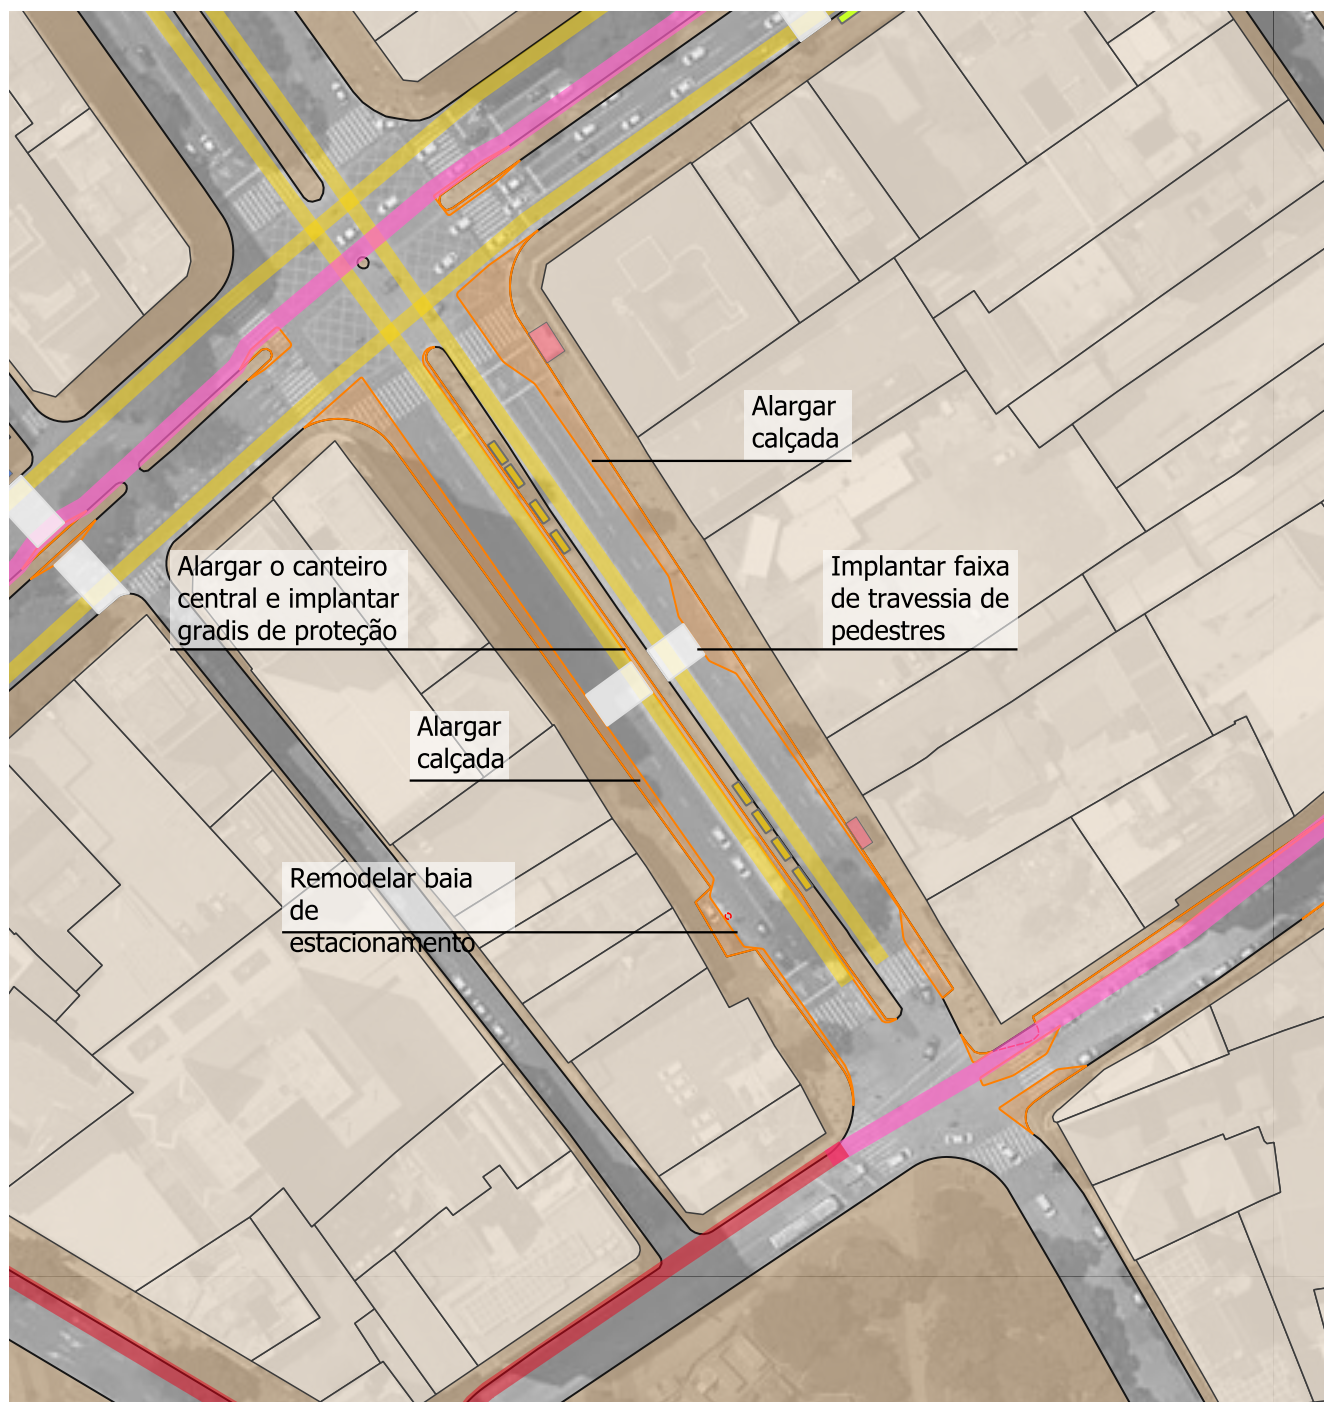 Alargar
calçada
Alargar o canteiro
central e implantar
gradis de proteção
Implantar faixa
de travessia de
pedestres
Alargar
calçada
Remodelar baia
de
estacionamento